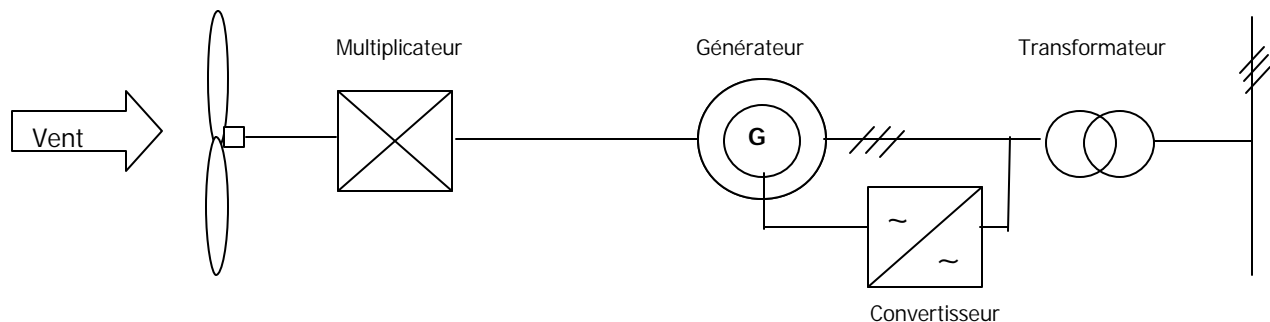 Multiplicateur
Générateur
Transformateur
Vent
G
~
~
Convertisseur